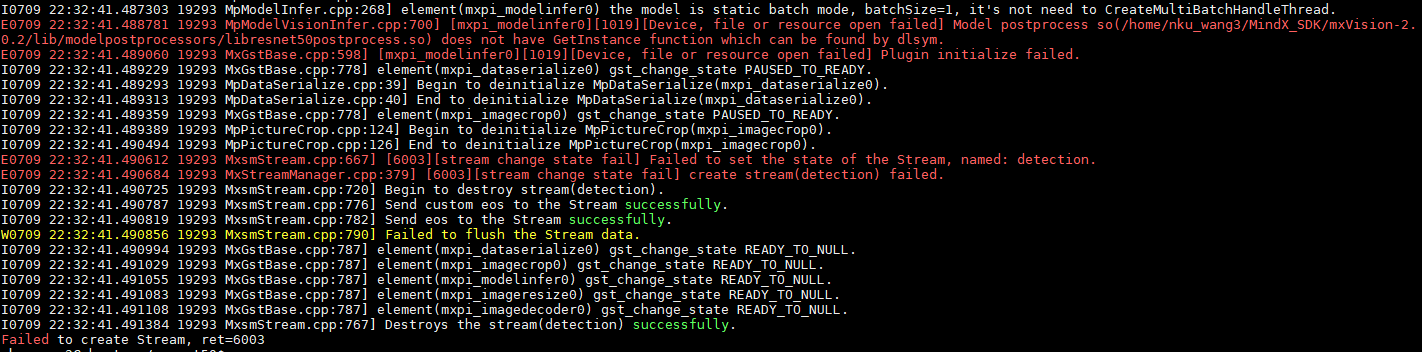 I0709 22:32:41.487303 19293 MpModelInfer.cpp:268] element(mxpi_modelinfer0) the model is static batch mode, batchSize=1, it's not need to CreateMultiBatchHandleThread.
E0709 22:32:41.488781 19293 MpModelVisionInfer.cpp:700] [mxpi_modelinfer0][1019][Device, file or resource open failed] Model postprocess so(/home/nku_wang3/MindX_SDK/mxVision-2.
0.2/lib/modelpostprocessors/libresnet50postprocess.so) does not have GetInstance function which can be found by dlsym.
E0709 22:32:41.489060 19293 MxGstBase.cpp:598] [mxpi_modelinfer0][1019][Device, file or resource open failed] Plugin initialize failed.
I0709 22:32:41.489229 19293 MxGstBase.cpp:778] element(mxpi_dataserialize0) gst_change_state PAUSED_TO_READY.
I0709 22:32:41.489293 19293 MpDataSerialize.cpp:39] Begin to deinitialize MpDataSerialize(mxpi_dataserialize0).
I0709 22:32:41.489313 19293 MpDataSerialize.cpp:40] End to deinitialize MpDataSerialize(mxpi_dataserialize0).
I0709 22:32:41.489359 19293 MxGstBase.cpp:778] element(mxpi_imagecrop0) gst_change_state PAUSED_TO_READY.
I0709 22:32:41.489389 19293 MpPictureCrop.cpp:124] Begin to deinitialize MpPictureCrop(mxpi_imagecrop0).
I0709 22:32:41.490494 19293 MpPictureCrop.cpp:126] End to deinitialize MpPictureCrop(mxpi_imagecrop0).
E0709 22:32:41.490612 19293 MxsmStream.cpp:667] [6003][stream change state fail] Failed to set the state of the Stream, named: detection.
E0709 22:32:41.490684 19293 MxStreamManager.cpp:379] [6003][stream change state fail] create stream(detection) failed.
I0709 22:32:41.490725 19293 MxsmStream.cpp:720] Begin to destroy stream(detection).
I0709 22:32:41.490787 19293 MxsmStream.cpp:776] Send custom eos to the Stream successfully.
I0709 22:32:41.490819 19293 MxsmStream.cpp:782] Send eos to the Stream successfully.
W0709 22:32:41.490856 19293 MxsmStream.cpp:790] Failed to flush the Stream data.
I0709 22:32:41.490994 19293 MxGstBase.cpp:787] element(mxpi_dataserialize0) gst_change_state READY_TO_NULL.
I0709 22:32:41.491029 19293 MxGstBase.cpp:787] element(mxpi_imagecrop0) gst_change_state READY_TO_NULL.
I0709 22:32:41.491055 19293 MxGstBase.cpp:787] element(mxpi_modelinfer0) gst_change_state READY_TO_NULL.
I0709 22:32:41.491083 19293 MxGstBase.cpp:787] element(mxpi_imageresize0) gst_change_state READY_TO_NULL.
I0709 22:32:41.491108 19293 MxGstBase.cpp:787] element(mxpi_imagedecoder0) gst_change_state READY_TO_NULL.
I0709 22:32:41.491384 19293 MxsmStream.cpp:767] Destroys the stream(detection) successfully.
Failed to create Stream, ret=6003